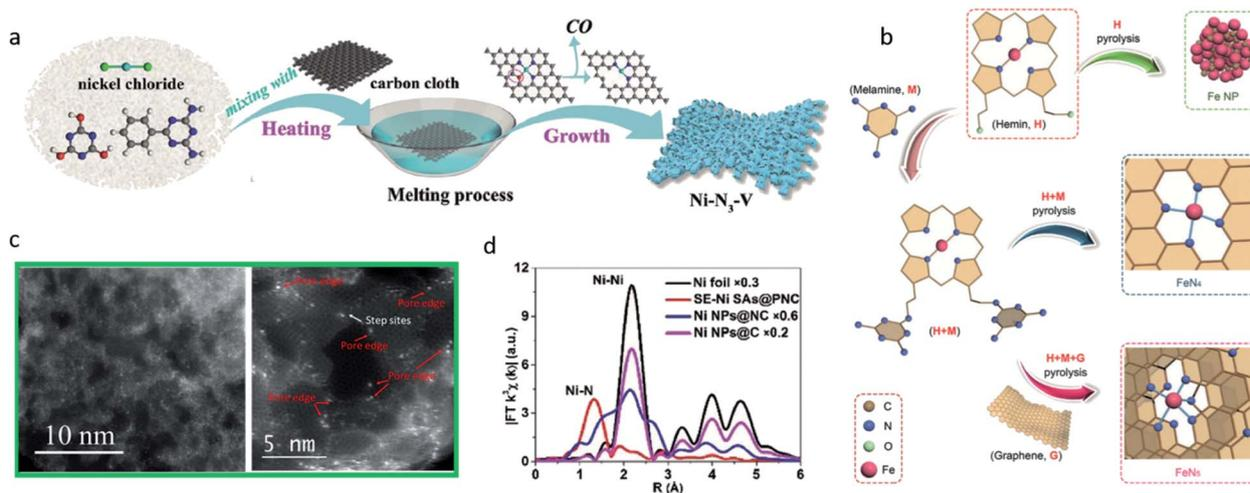 a
nickel chloride
mixing with
Heating
carbon cloth
Melting process
CO
Growth
Ni-N₃-V
b
(Melamine, M)
(Hemin, H)
H
pyrolysis
Fe NP
H+M
pyrolysis
FeN₄
(H+M)
H+M+G
pyrolysis
(Graphene, G)
FeN₅
C
N
O
Fe
c
10 nm
Pore edge
Pore edge
Step sites
Pore edge
Pore edge
Pore edge
5 nm
d
|FT k³χ (k)| (a.u.)
12
9
6
3
0
Ni-Ni
Ni-N
Ni foil ×0.3
SE-Ni SAs@PNC
Ni NPs@NC ×0.6
Ni NPs@C ×0.2
0 1 2 3 4 5 6
R (Å)